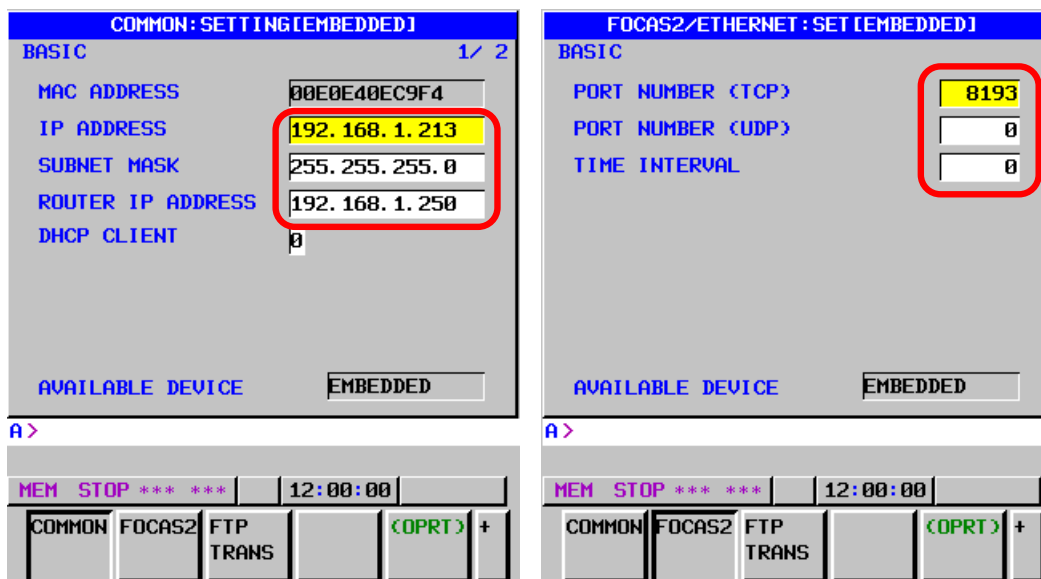 COMMON:SETTING[EMBEDDED]
BASIC 1/ 2
MAC ADDRESS 00E0E40EC9F4
IP ADDRESS 192.168.1.213
SUBNET MASK 255.255.255.0
ROUTER IP ADDRESS 192.168.1.250
DHCP CLIENT 0
AVAILABLE DEVICE EMBEDDED
A>
MEM STOP *** *** 12:00:00
COMMON FOCAS2 FTP TRANS (OPRT) +
FOCAS2/ETHERNET:SET[EMBEDDED]
BASIC
PORT NUMBER (TCP) 8193
PORT NUMBER (UDP) 0
TIME INTERVAL 0
AVAILABLE DEVICE EMBEDDED
A>
MEM STOP *** *** 12:00:00
COMMON FOCAS2 FTP TRANS (OPRT) +